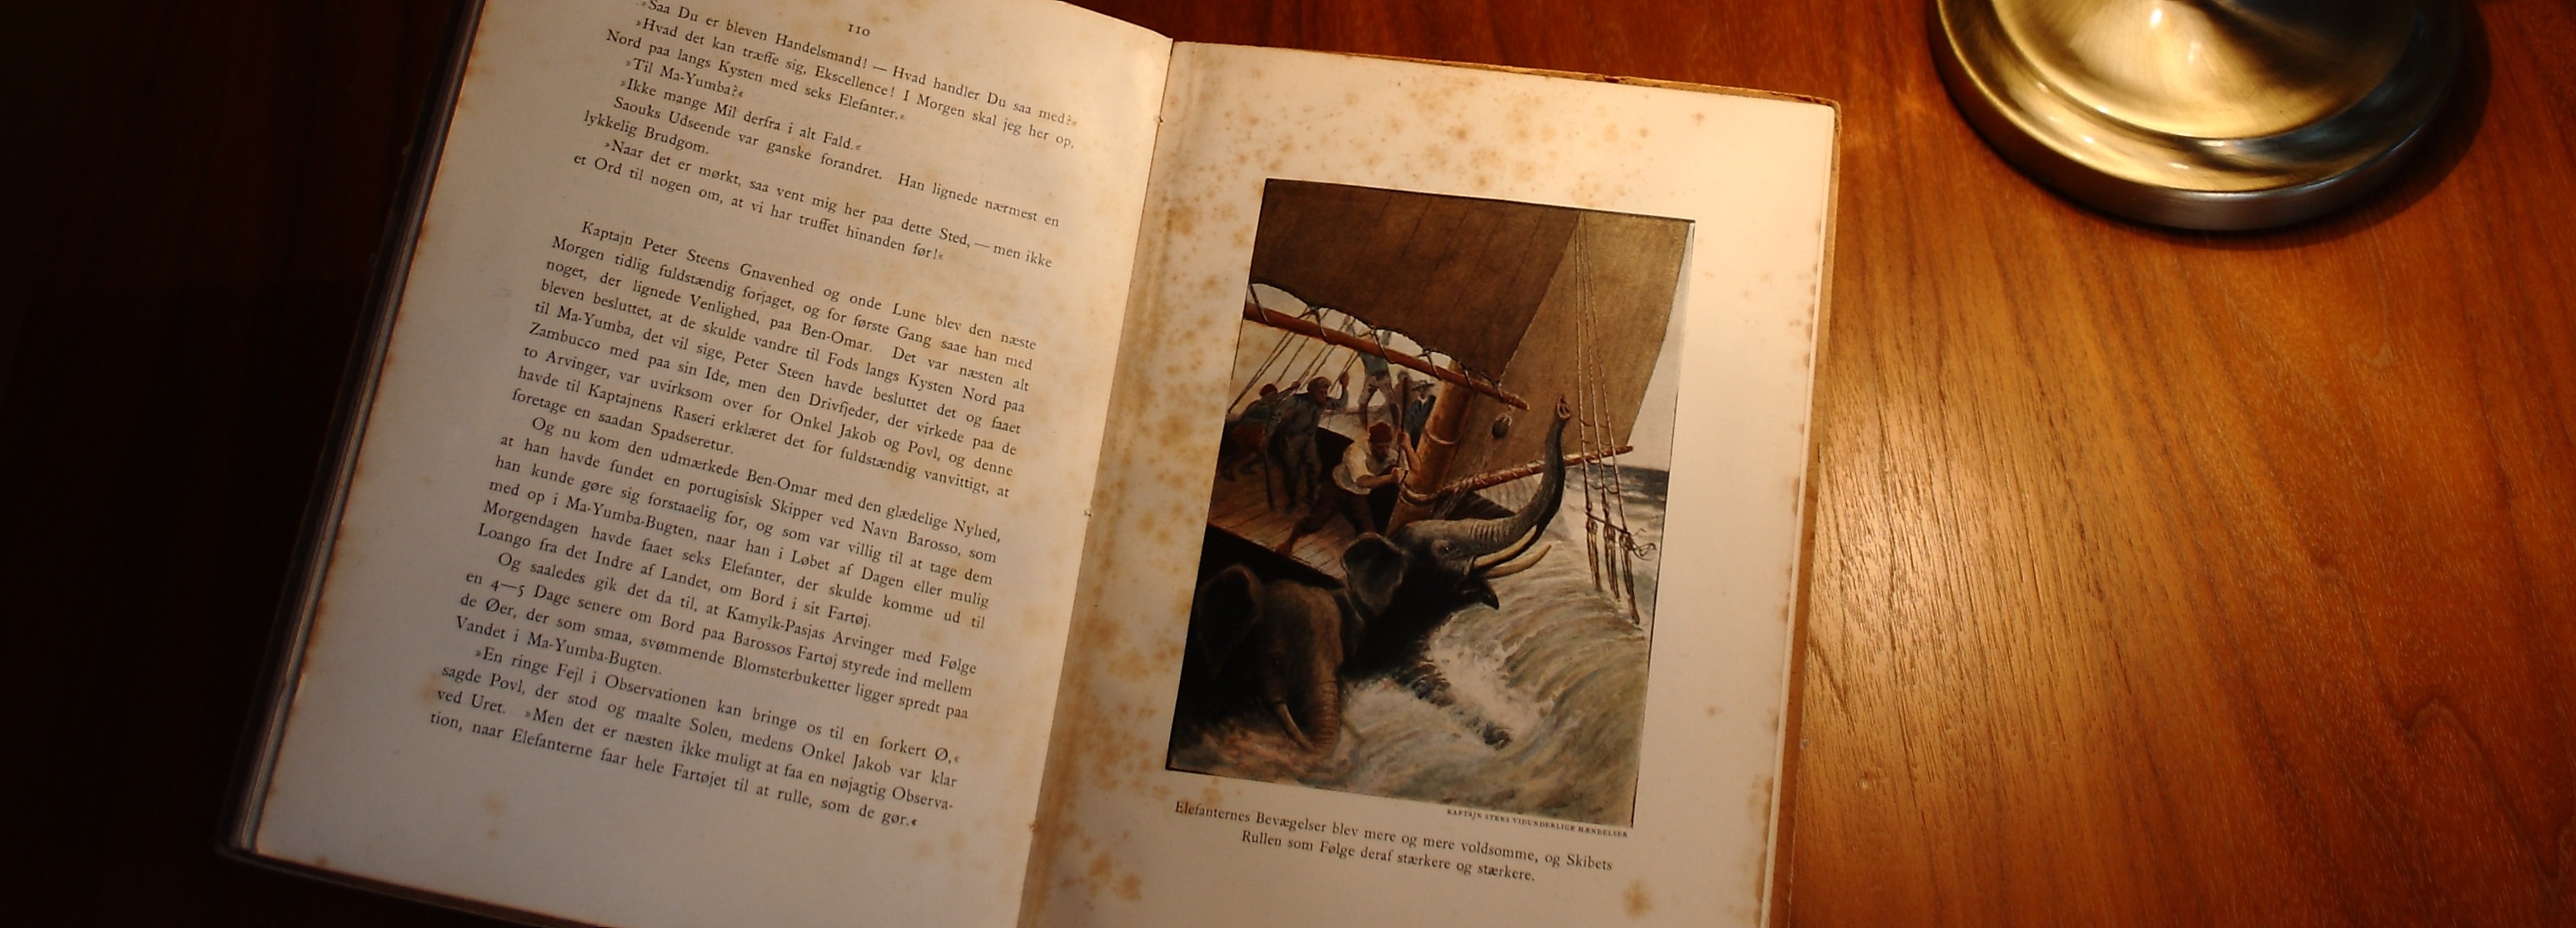 110
»Saa Du er bleven Handelsmand! — Hvad handler Du saa med?«
»Hvad det kan træffe sig, Ekscellence! I Morgen skal jeg her op,
Nord paa langs Kysten med seks Elefanter.«
»Til Ma-Yumba?«
»Ikke mange Mil derfra i alt Fald.«
Saouks Udseende var ganske forandret. Han lignede nærmest en
lykkelig Brudgom.
»Naar det er mørkt, saa vent mig her paa dette Sted, — men ikke
et Ord til nogen om, at vi har truffet hinanden før!«
Kaptajn Peter Steens Gnavenhed og onde Lune blev den næste
Morgen tidlig fuldstændig forjaget, og for første Gang saae han med
noget, der lignede Venlighed, paa Ben-Omar. Det var næsten alt
bleven besluttet, at de skulde vandre til Fods langs Kysten Nord paa
til Ma-Yumba, det vil sige, Peter Steen havde besluttet det og faaet
Zambucco med paa sin Ide, men den Drivfjeder, der virkede paa de
to Arvinger, var uvirksom over for Onkel Jakob og Povl, og denne
havde til Kaptajnens Raseri erklæret det for fuldstændig vanvittigt, at
foretage en saadan Spadseretur.
Og nu kom den udmærkede Ben-Omar med den glædelige Nyhed,
at han havde fundet en portugisisk Skipper ved Navn Barosso, som
han kunde gøre sig forstaaelig for, og som var villig til at tage dem
med op i Ma-Yumba-Bugten, naar han i Løbet af Dagen eller mulig
Morgendagen havde faaet seks Elefanter, der skulde komme ud til
Loango fra det Indre af Landet, om Bord i sit Fartøj.
Og saaledes gik det da til, at Kamylk-Pasjas Arvinger med Følge
en 4—5 Dage senere om Bord paa Barossos Fartøj styrede ind mellem
de Øer, der som smaa, svømmende Blomsterbuketter ligger spredt paa
Vandet i Ma-Yumba-Bugten.
»En ringe Fejl i Observationen kan bringe os til en forkert Ø,«
sagde Povl, der stod og maalte Solen, medens Onkel Jakob var klar
ved Uret. »Men det er næsten ikke muligt at faa en nøjagtig Observa-
tion, naar Elefanterne faar hele Fartøjet til at rulle, som de gør.«
KAPTAJN STENS VIDUNDERLIGE HÆNDELSER
Elefanternes Bevægelser blev mere og mere voldsomme, og Skibets
Rullen som Følge deraf stærkere og stærkere.